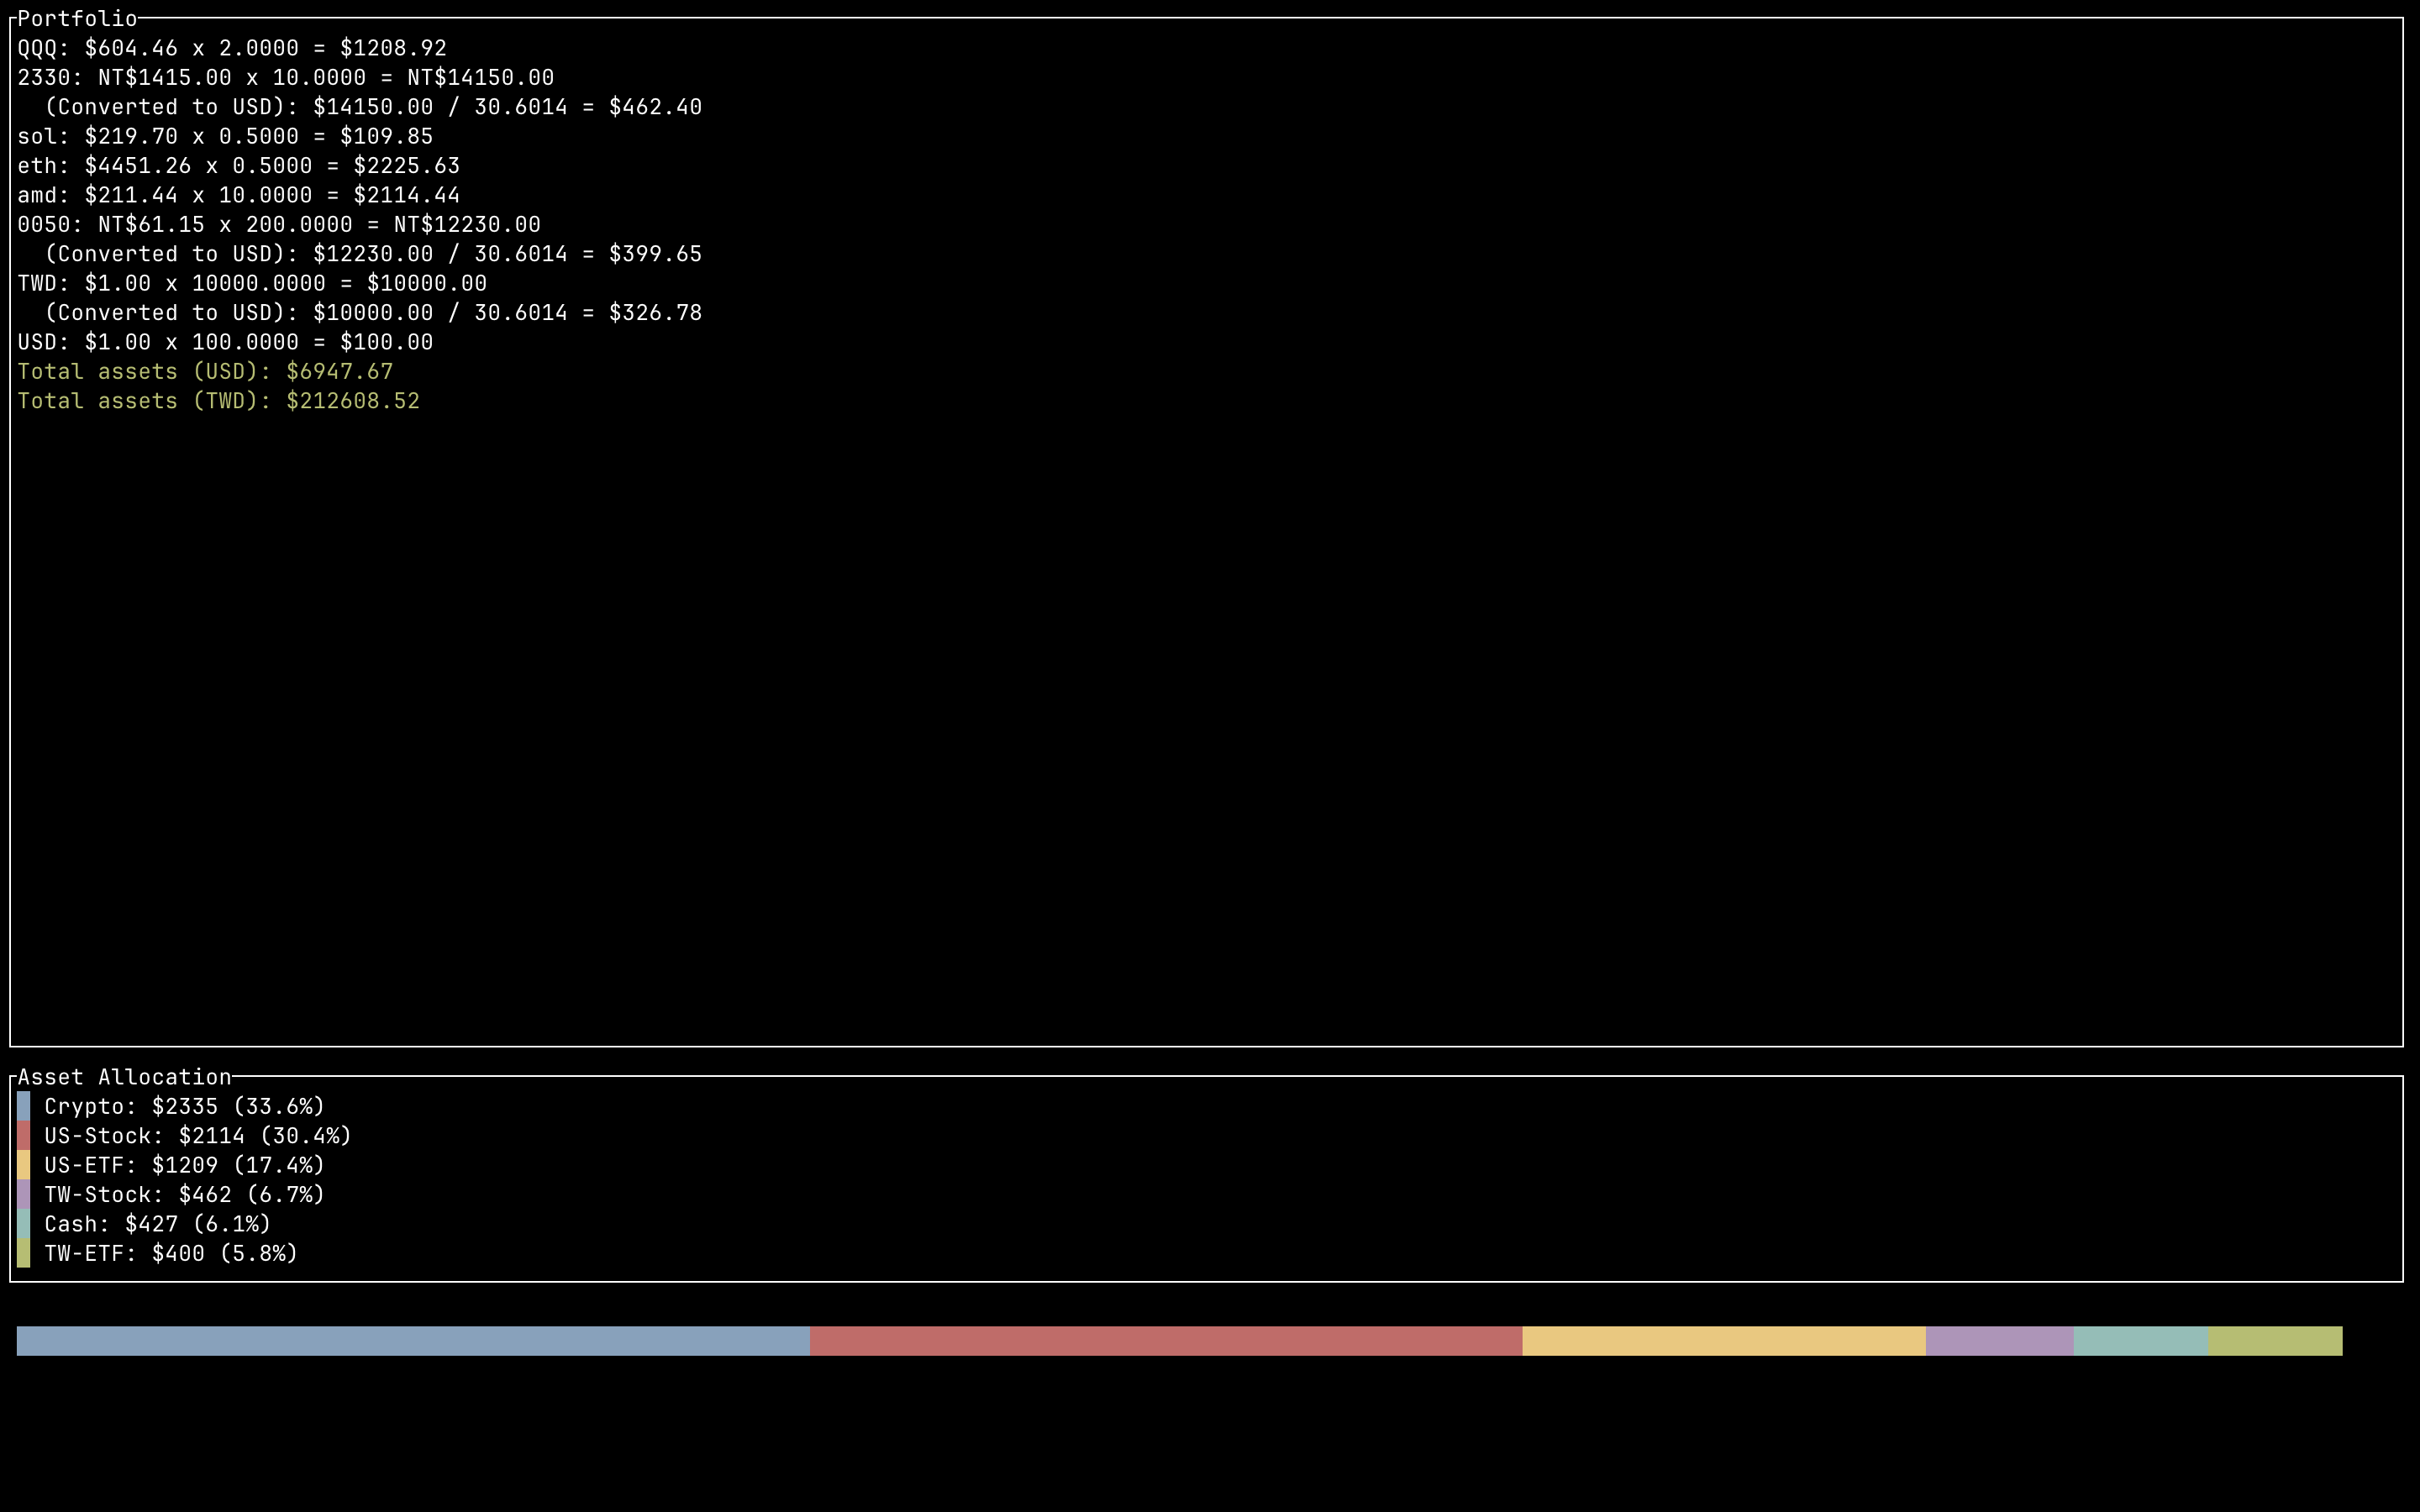 Portfolio
QQQ: $604.46 x 2.0000 = $1208.92
2330: NT$1415.00 x 10.0000 = NT$14150.00
(Converted to USD): $14150.00 / 30.6014 = $462.40
sol: $219.70 x 0.5000 = $109.85
eth: $4451.26 x 0.5000 = $2225.63
amd: $211.44 x 10.0000 = $2114.44
0050: NT$61.15 x 200.0000 = NT$12230.00
(Converted to USD): $12230.00 / 30.6014 = $399.65
TWD: $1.00 x 10000.0000 = $10000.00
(Converted to USD): $10000.00 / 30.6014 = $326.78
USD: $1.00 x 100.0000 = $100.00
Total assets (USD): $6947.67
Total assets (TWD): $212608.52
Asset Allocation
Crypto: $2335 (33.6%)
US-Stock: $2114 (30.4%)
US-ETF: $1209 (17.4%)
TW-Stock: $462 (6.7%)
Cash: $427 (6.1%)
TW-ETF: $400 (5.8%)